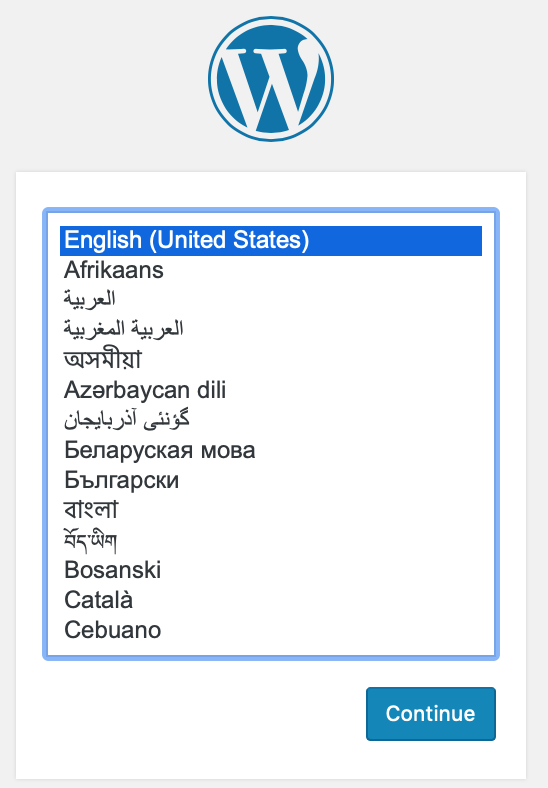 English (United States)
Afrikaans
العربية
العربية المغربية
অসমীয়া
Azərbaycan dili
گؤنئی آذربایجان
Беларуская мова
Български
বাংলা
བོད་ཡིག
Bosanski
Català
Cebuano
Continue